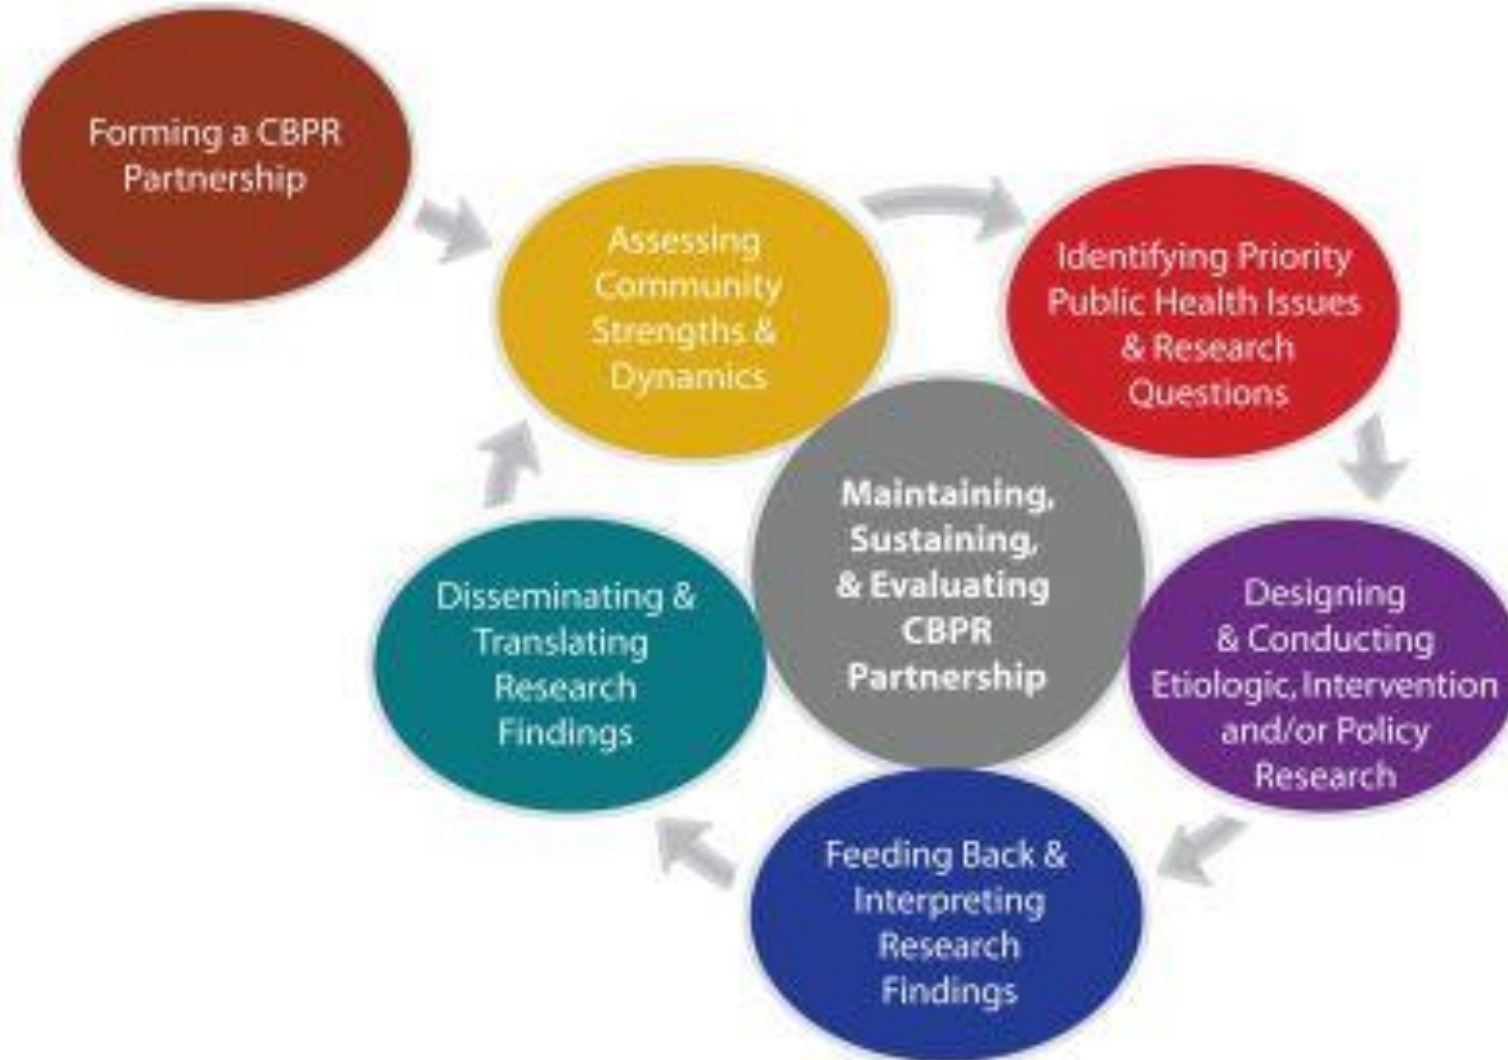 Forming a CBPR
Partnership
Assessing
Community
Strengths &
Dynamics
Identifying Priority
Public Health Issues
& Research
Questions
Designing
& Conducting
Etiologic, Intervention
and/or Policy
Research
Feeding Back &
Interpreting
Research
Findings
Disseminating &
Translating
Research
Findings
Maintaining,
Sustaining,
& Evaluating
CBPR
Partnership